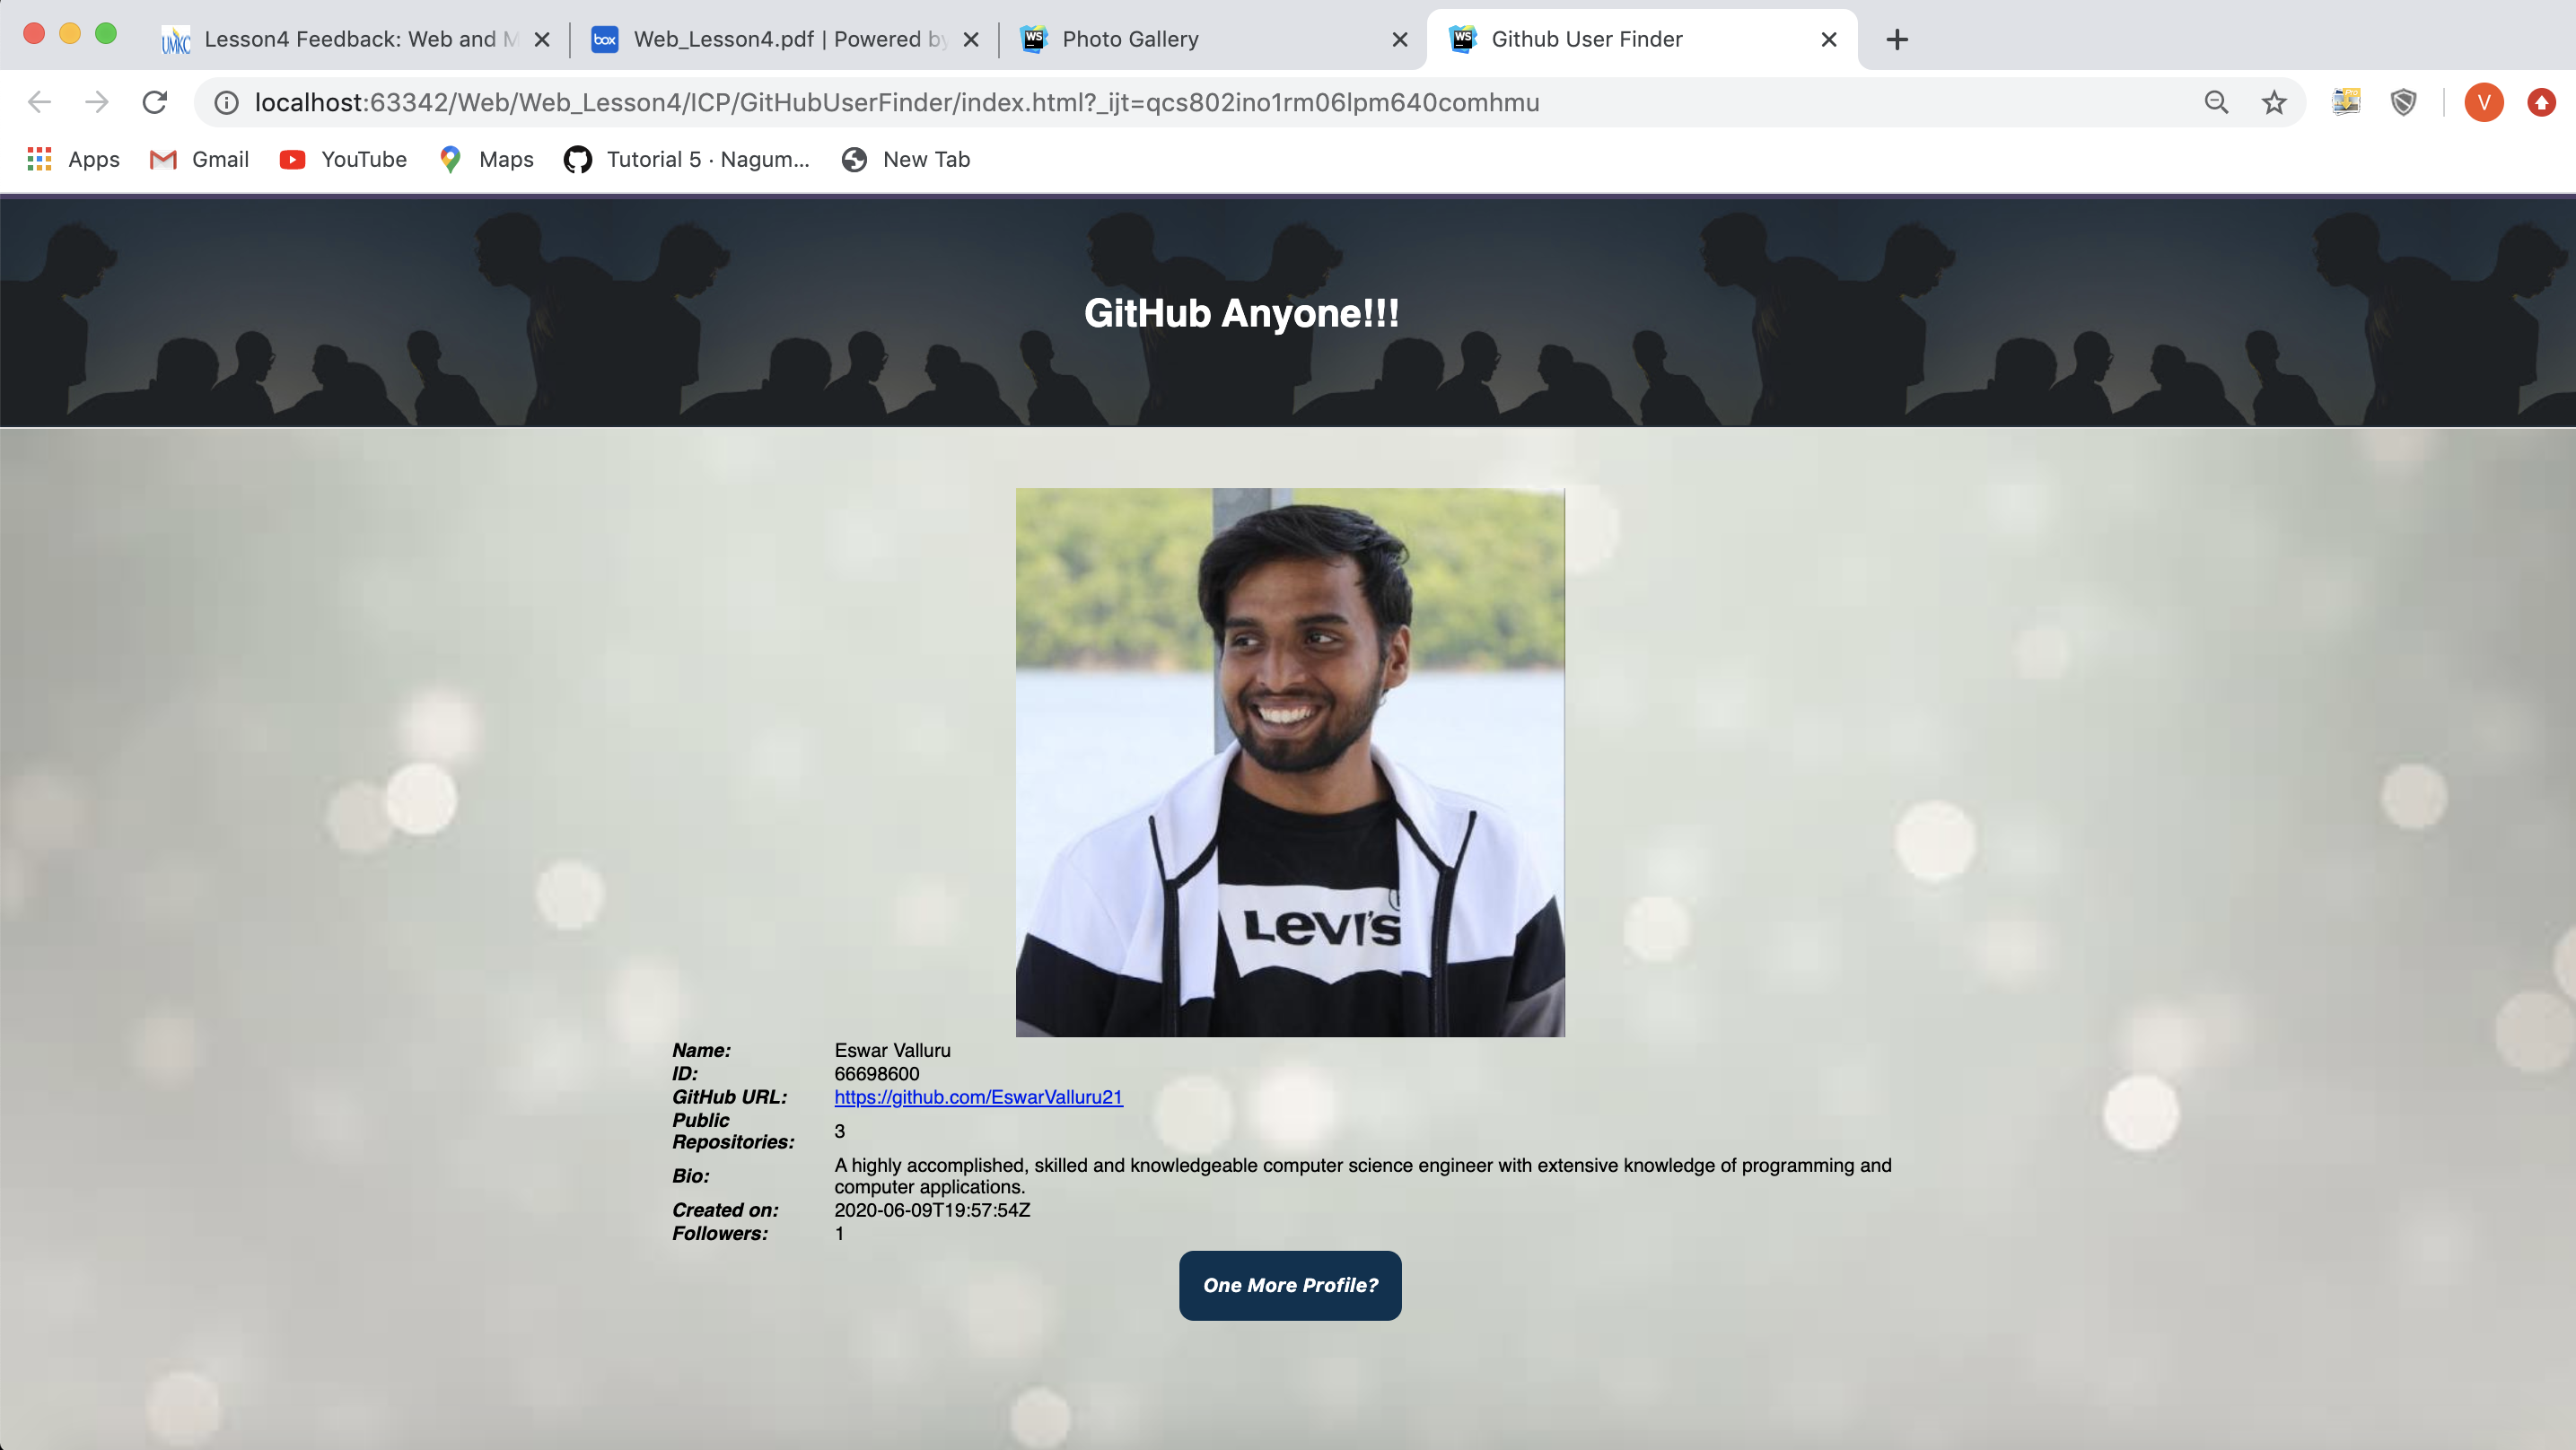 Lesson4 Feedback: Web and M
Web_Lesson4.pdf | Powered by
Photo Gallery
Github User Finder
localhost:63342/Web/Web_Lesson4/ICP/GitHubUserFinder/index.html?_ijt=qcs802ino1rm06lpm640comhmu
V
Apps
Gmail
YouTube
Maps
Tutorial 5 · Nagum...
New Tab
GitHub Anyone!!!
Levi's
Name: Eswar Valluru
ID: 66698600
GitHub URL: https://github.com/EswarValluru21
Public
Repositories: 3
Bio: A highly accomplished, skilled and knowledgeable computer science engineer with extensive knowledge of programming and
computer applications.
Created on: 2020-06-09T19:57:54Z
Followers: 1
One More Profile?